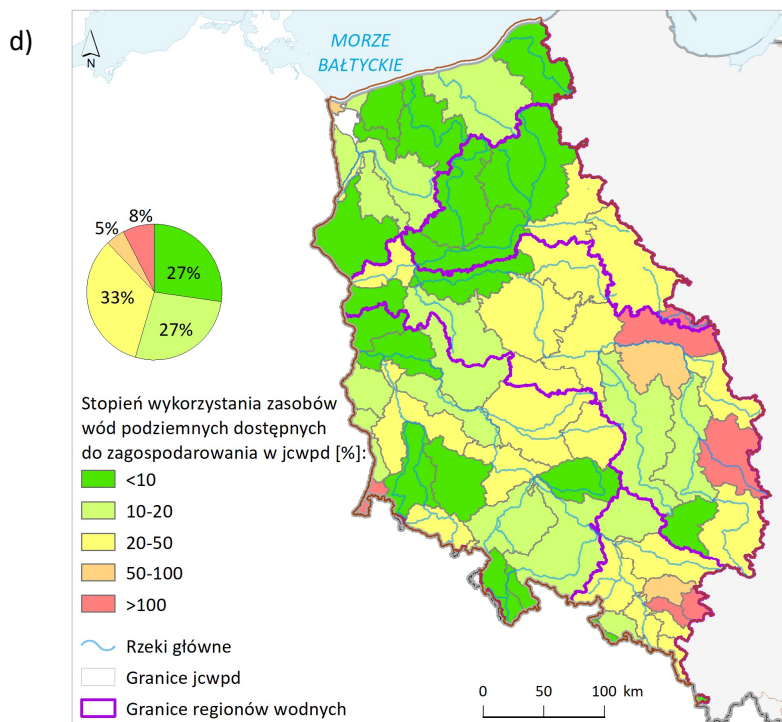 d)
N
MORZE
BAŁTYCKIE
8%
5%
27%
33%
27%
Stopień wykorzystania zasobów
wód podziemnych dostępnych
do zagospodarowania w jcwpd [%]:
<10
10-20
20-50
50-100
>100
Rzeki główne
Granice jcwpd
Granice regionów wodnych
0 50 100 km